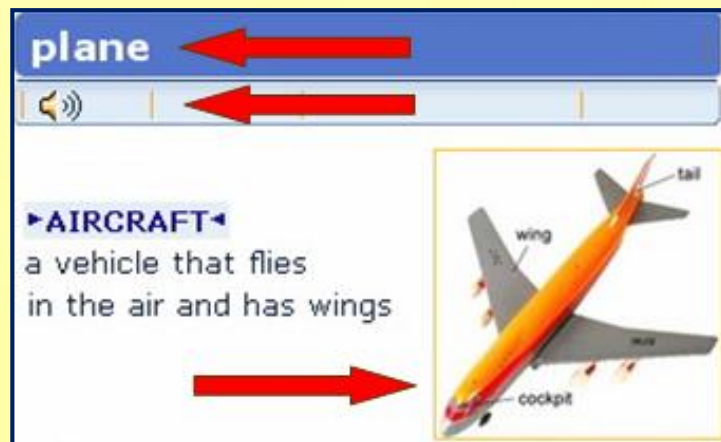 plane
►AIRCRAFT◄
a vehicle that flies
in the air and has wings
tail
wing
cockpit